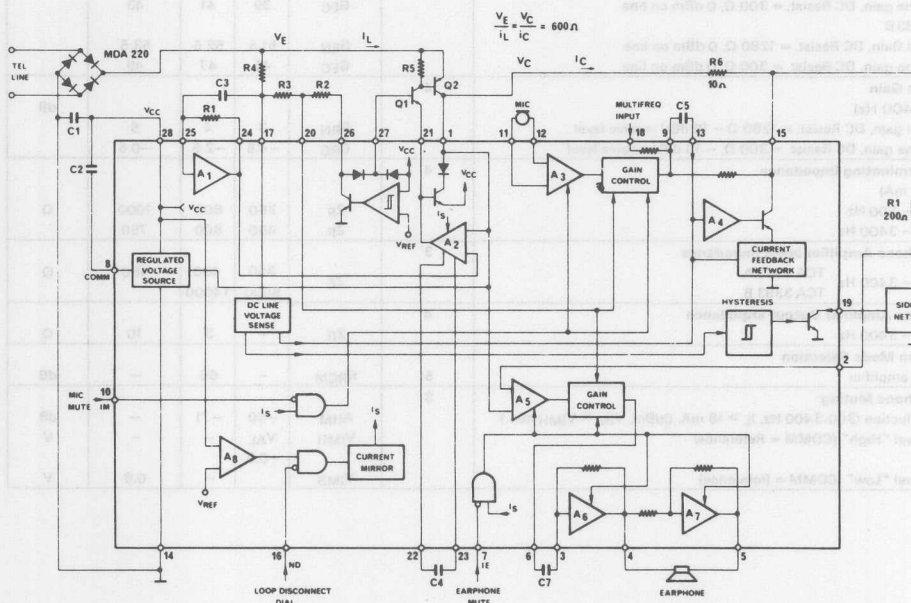 V_E/i_L = V_C/i_C = 600 Ω
TEL LINE
MDA 220
V_E
I_L
R4
R5
Q2
Q1
V_C
I_C
R6
10Ω
C3
R1
R3
R2
C1
C2
V_CC
28
25
24
17
20
26
27
21
1
MIC
11
12
MULTIFREQ INPUT
18
9
C5
15
A1
V_CC
V_REF
I_S
V_CC
A2
A3
GAIN CONTROL
A4
CURRENT FEEDBACK NETWORK
R1
200Ω
V_CC
8
COMM
REGULATED VOLTAGE SOURCE
DC LINE VOLTAGE SENSE
HYSTERESIS
19
SID
NET
2
MIC MUTE
10
IM
I_S
I_S
A5
GAIN CONTROL
A8
V_REF
CURRENT MIRROR
I_S
A6
A7
14
16
ND
22
23
7
IE
6
3
4
5
C4
C7
LOOP DISCONNECT DIAL
EARPHONE MUTE
EARPHONE